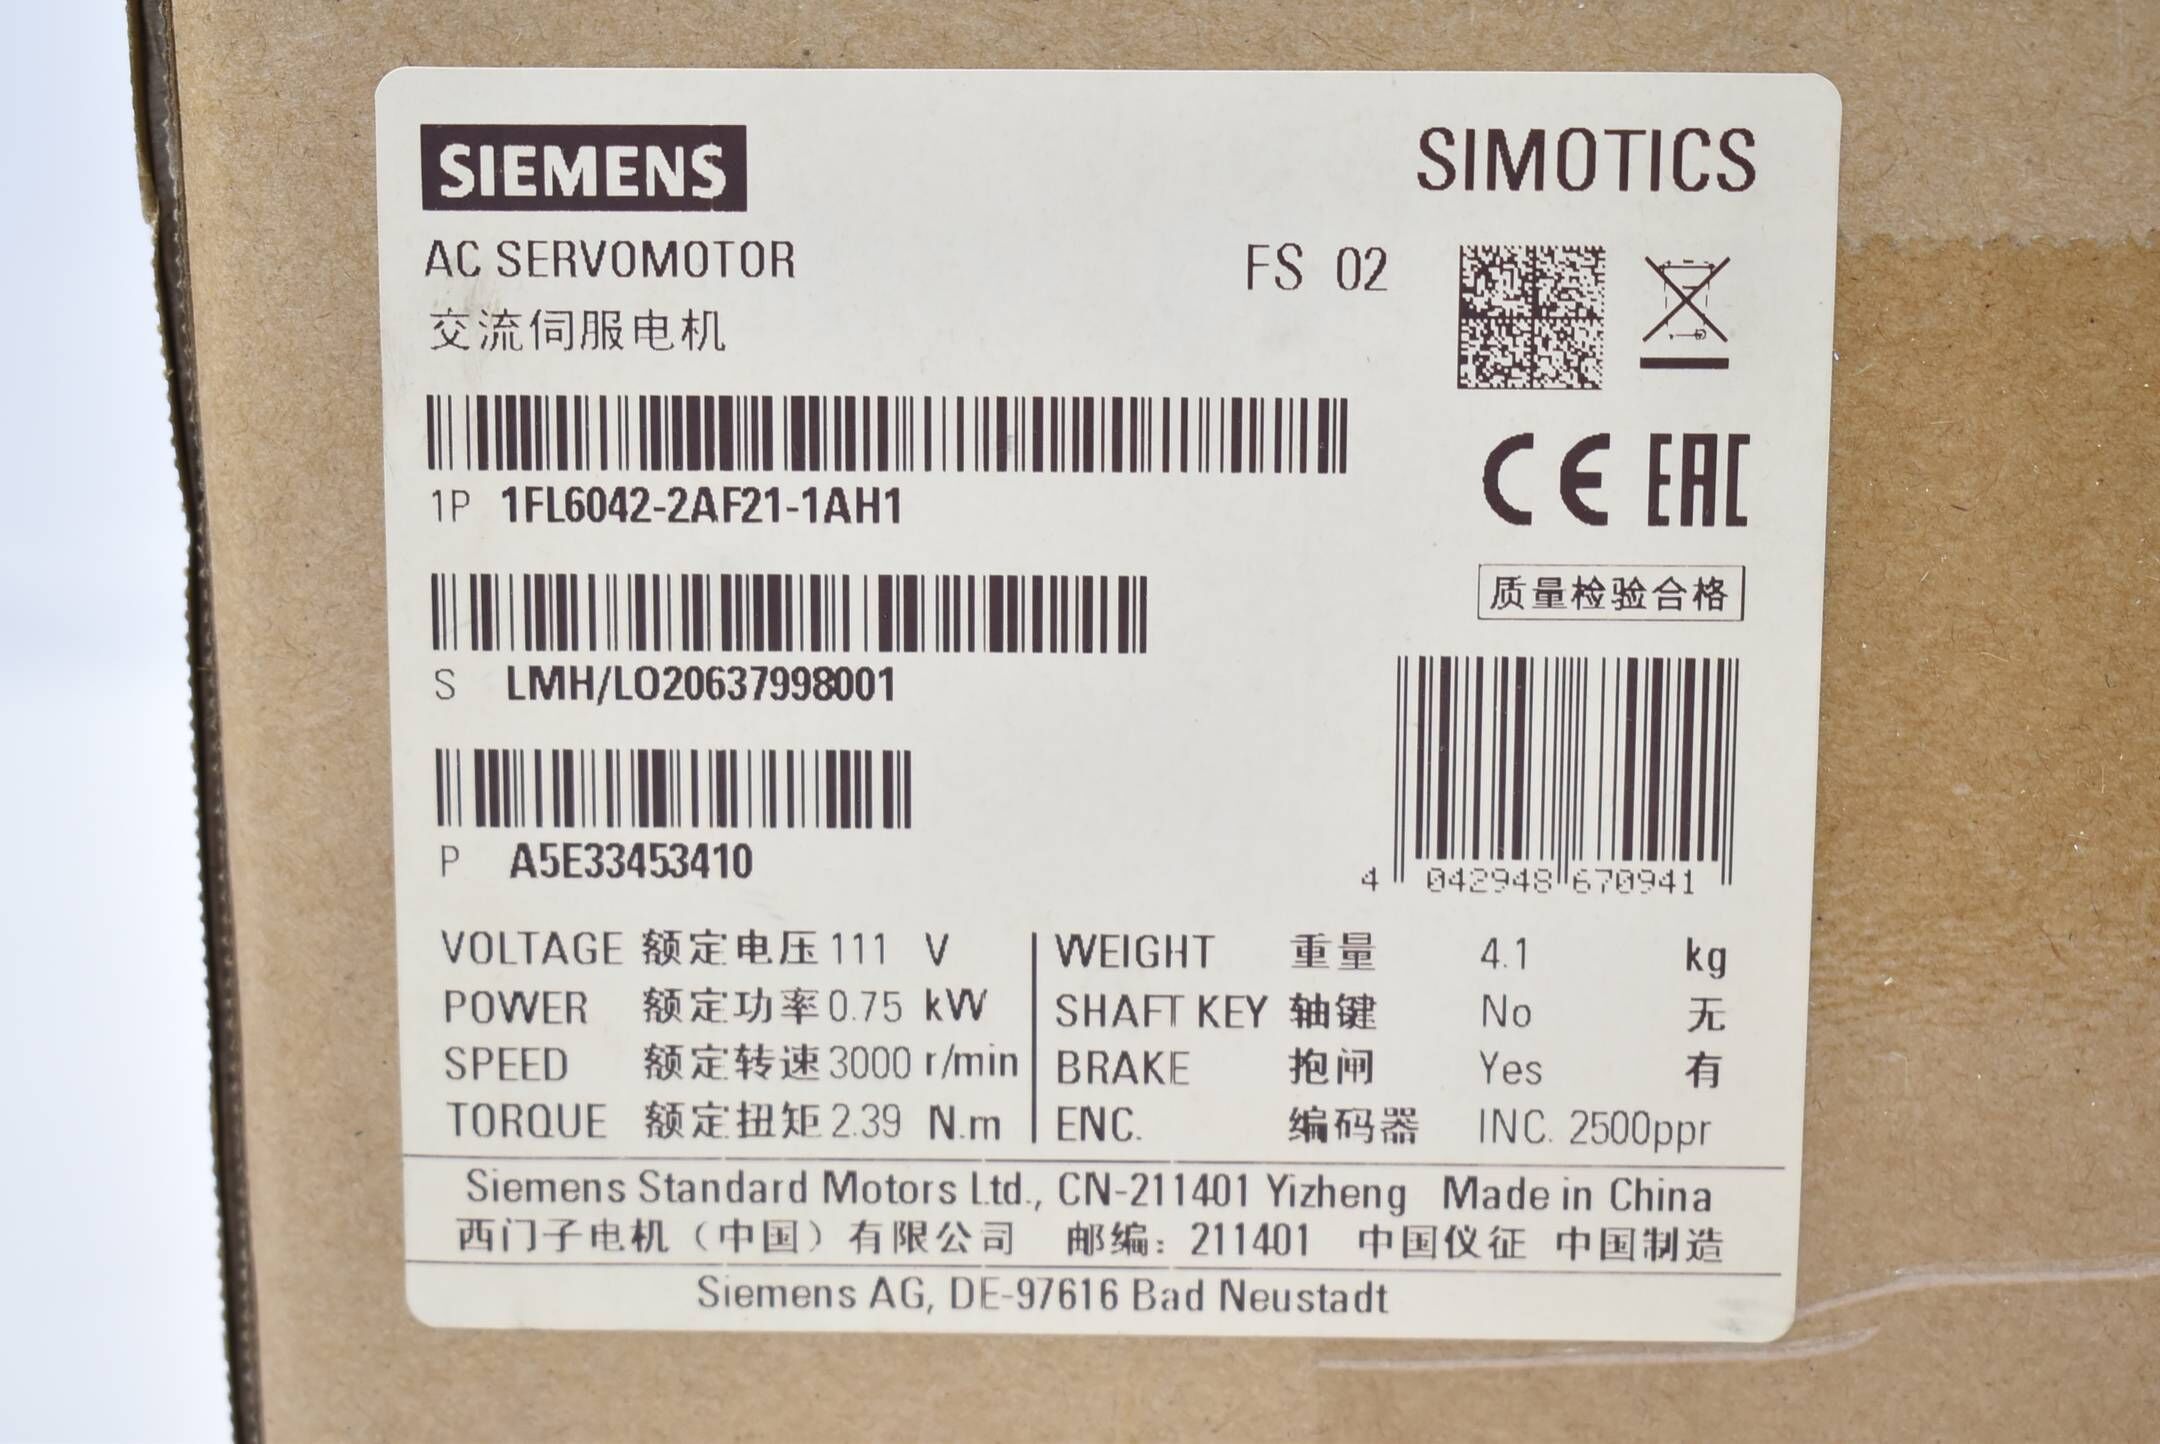 SIEMENS
SIMOTICS
AC SERVOMOTOR
FS 02
交流伺服电机
CE EAC
1P 1FL6042-2AF21-1AH1
质量检验合格
S LMH/LO20637998001
P A5E33453410
4 042948 670941
VOLTAGE 额定电压 111 V
POWER 额定功率 0.75 kW
SPEED 额定转速 3000 r/min
TORQUE 额定扭矩 2.39 N.m
WEIGHT 重量 4.1 kg
SHAFT KEY 轴键 No 无
BRAKE 抱闸 Yes 有
ENC. 编码器 INC. 2500ppr
Siemens Standard Motors Ltd., CN-211401 Yizheng Made in China
西门子电机（中国）有限公司 邮编：211401 中国仪征 中国制造
Siemens AG, DE-97616 Bad Neustadt